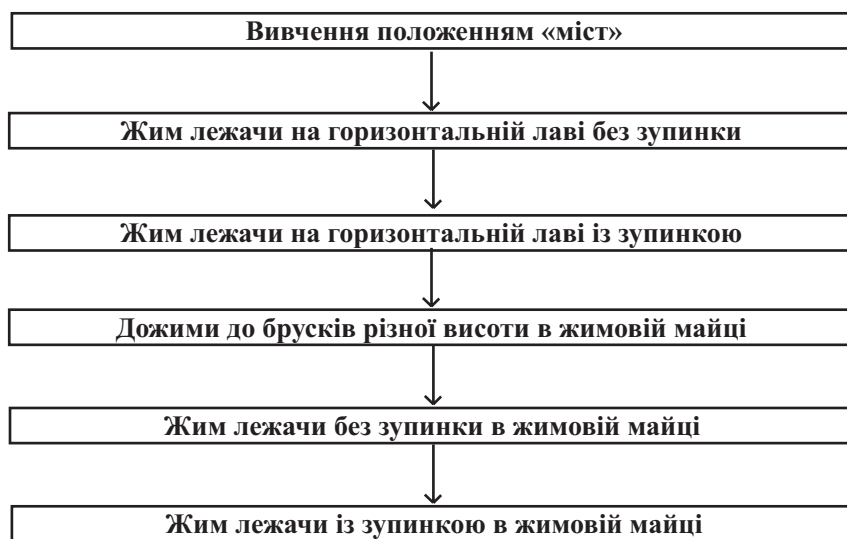 Вивчення положенням «міст»
Жим лежачи на горизонтальній лаві без зупинки
Жим лежачи на горизонтальній лаві із зупинкою
Дожими до брусків різної висоти в жимовій майці
Жим лежачи без зупинки в жимовій майці
Жим лежачи із зупинкою в жимовій майці